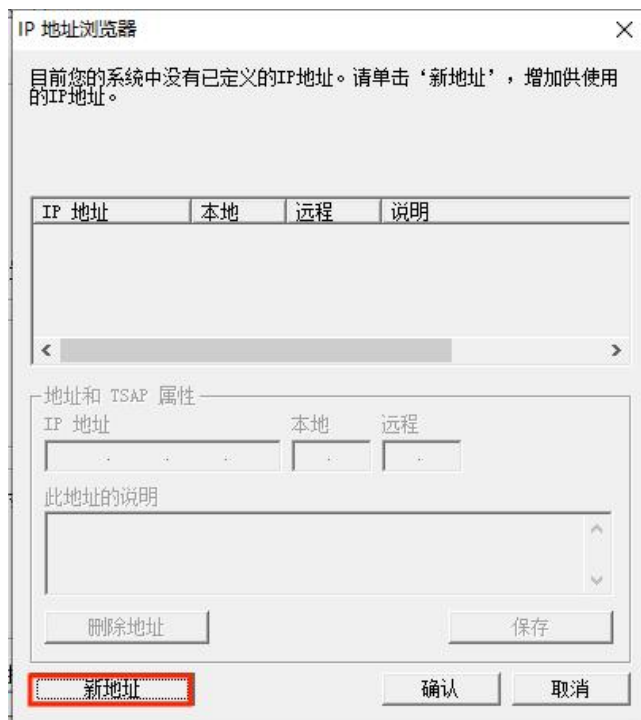 IP 地址浏览器
目前您的系统中没有已定义的IP地址。请单击‘新地址’，增加供使用
的IP地址。
IP 地址 本地 远程 说明
地址和 TSAP 属性
IP 地址 本地 远程
此地址的说明
删除地址 保存
新地址 确认 取消